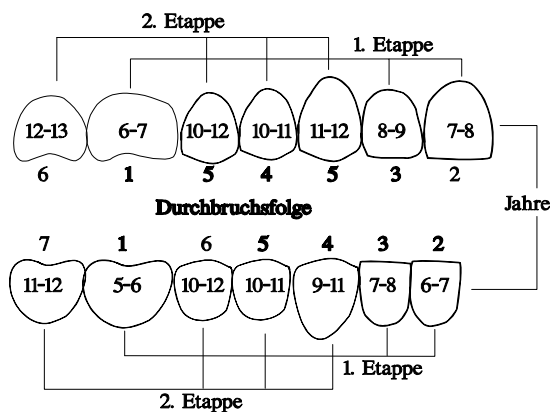 2. Etappe
1. Etappe
12-13 6-7 10-12 10-11 11-12 8-9 7-8
6 1 5 4 5 3 2
Durchbruchsfolge
Jahre
7 1 6 5 4 3 2
11-12 5-6 10-12 10-11 9-11 7-8 6-7
1. Etappe
2. Etappe